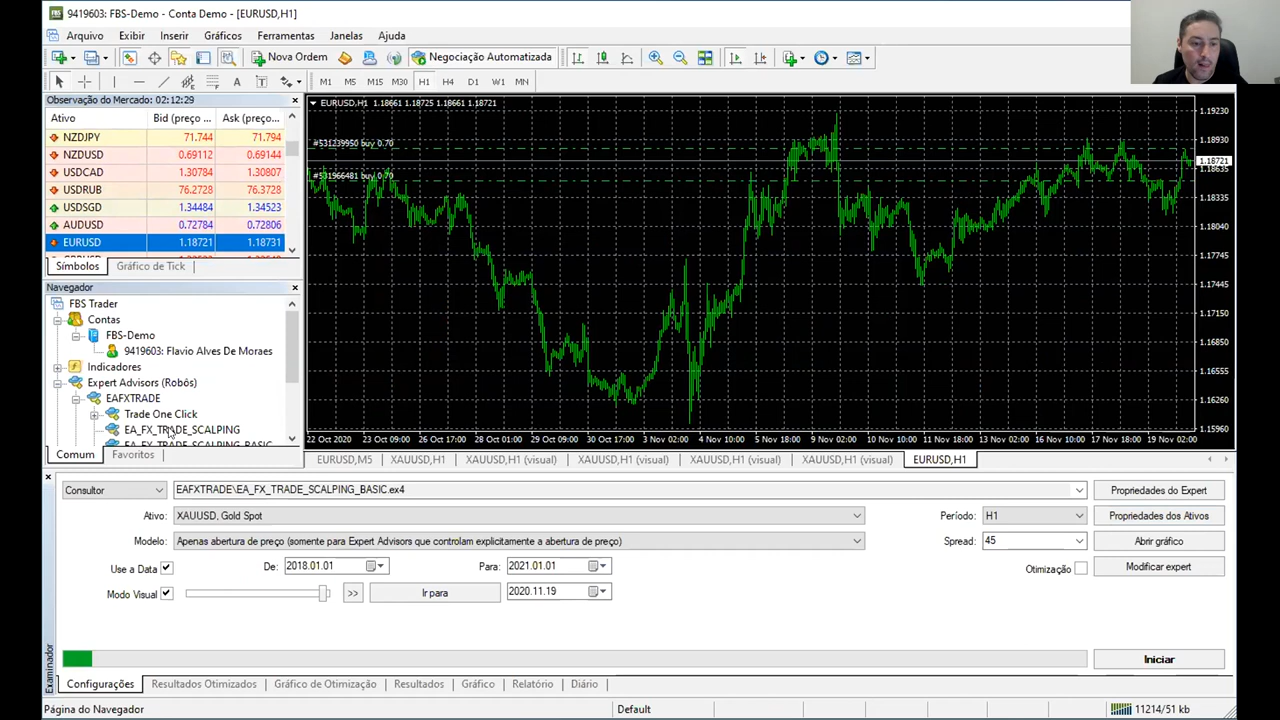 9419603: FBS-Demo - Conta Demo - [EURUSD,H1]
Arquivo Exibir Inserir Gráficos Ferramentas Janelas Ajuda
Nova Ordem Negociação Automatizada
A T M1 M5 M15 M30 H1 H4 D1 W1 MN
Observação do Mercado: 02:12:29
Ativo Bid (preço ... Ask (preço...
NZDJPY 71.744 71.794
NZDUSD 0.69112 0.69144
USDCAD 1.30784 1.30807
USDRUB 76.2728 76.3728
USDSGD 1.34484 1.34523
AUDUSD 0.72784 0.72806
EURUSD 1.18721 1.18731
Símbolos Gráfico de Tick
Navegador
FBS Trader
Contas
FBS-Demo
9419603: Flavio Alves De Moraes
Indicadores
Expert Advisors (Robôs)
EAFXTRADE
Trade One Click
EA_FX_TRADE_SCALPING
EA_FX_TRADE_SCALPING_BASIC
Comum Favoritos
EURUSD,H1 1.18661 1.18725 1.18661 1.18721
#531239950 buy 0.70
#531966481 buy 0.70
1.19230
1.18930
1.18721
1.18635
1.18335
1.18040
1.17745
1.17445
1.17150
1.16850
1.16555
1.16260
1.15960
22 Oct 2020 23 Oct 09:00 26 Oct 17:00 28 Oct 01:00 29 Oct 09:00 30 Oct 17:00 3 Nov 02:00 4 Nov 10:00 5 Nov 18:00 9 Nov 02:00 10 Nov 10:00 11 Nov 18:00 13 Nov 02:00 16 Nov 10:00 17 Nov 18:00 19 Nov 02:00
EURUSD,M5 XAUUSD,H1 XAUUSD,H1 (visual) XAUUSD,H1 (visual) XAUUSD,H1 (visual) XAUUSD,H1 (visual) EURUSD,H1
Consultor EAFXTRADE\EA_FX_TRADE_SCALPING_BASIC.ex4 Propriedades do Expert
Ativo: XAUUSD, Gold Spot Período: H1 Propriedades dos Ativos
Modelo: Apenas abertura de preço (somente para Expert Advisors que controlam explicitamente a abertura de preço) Spread: 45 Abrir gráfico
Use a Data De: 2018.01.01 Para: 2021.01.01 Otimização Modificar expert
Modo Visual >> Ir para 2020.11.19
Iniciar
Examinador
Configurações Resultados Otimizados Gráfico de Otimização Resultados Gráfico Relatório Diário
Página do Navegador Default 11214/51 kb